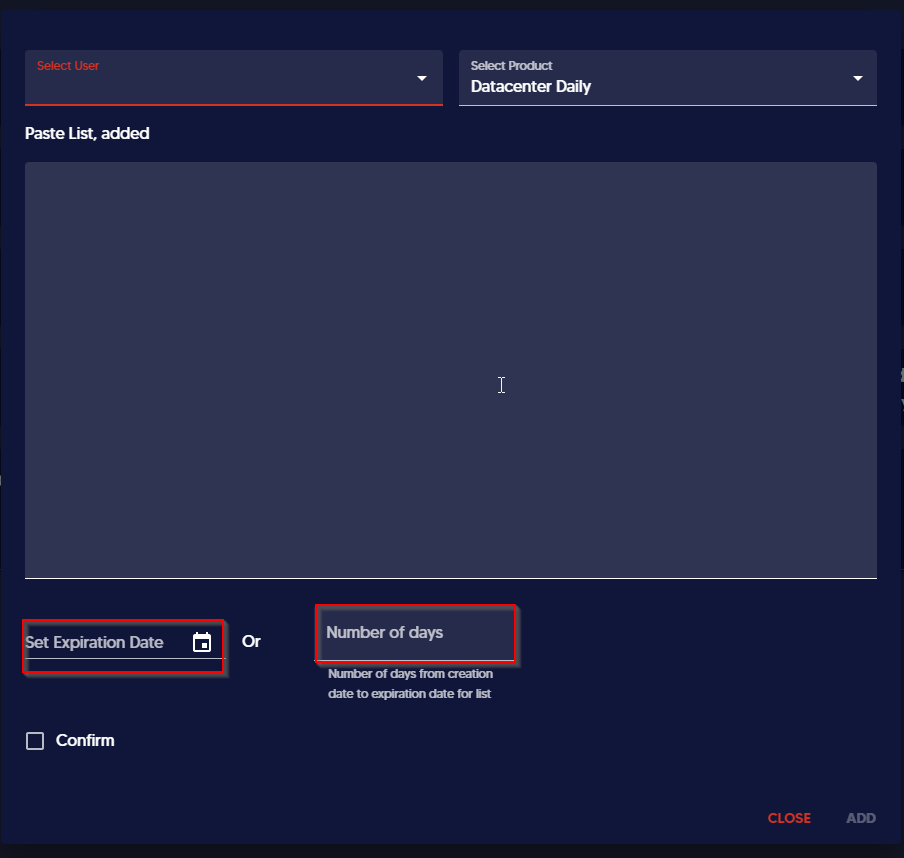 Select User
Select Product
Datacenter Daily
Paste List, added
Set Expiration Date
Or
Number of days
Number of days from creation
date to expiration date for list
Confirm
CLOSE
ADD